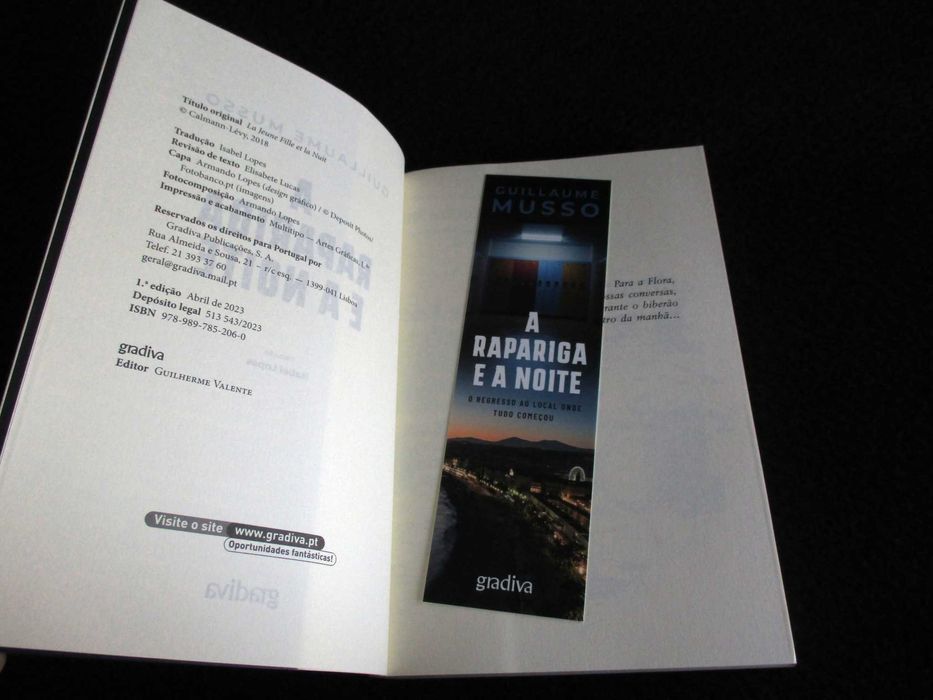 Título original La Jeune Fille et la Nuit
© Calmann-Lévy, 2018
Tradução Isabel Lopes
Revisão de texto Elisabete Lucas
Capa Armando Lopes (design gráfico) / © Deposit Photos/
Fotobanco.pt (imagens)
Fotocomposição Armando Lopes
Impressão e acabamento Multitipo — Artes Gráficas, L.ª
Reservados os direitos para Portugal por
Gradiva Publicações, S. A.
Rua Almeida e Sousa, 21 – r/c esq. — 1399-041 Lisboa
Telef. 21 393 37 60
geral@gradiva.mail.pt
1.ª edição Abril de 2023
Depósito legal 513 543/2023
ISBN 978-989-785-206-0
gradiva
Editor Guilherme Valente
Visite o site www.gradiva.pt
Oportunidades fantásticas!
GUILLAUME
MUSSO
A
RAPARIGA
E A NOITE
O REGRESSO AO LOCAL ONDE
TUDO COMEÇOU
gradiva
Para a Flora,
ossas conversas,
rante o biberão
tro da manhã...